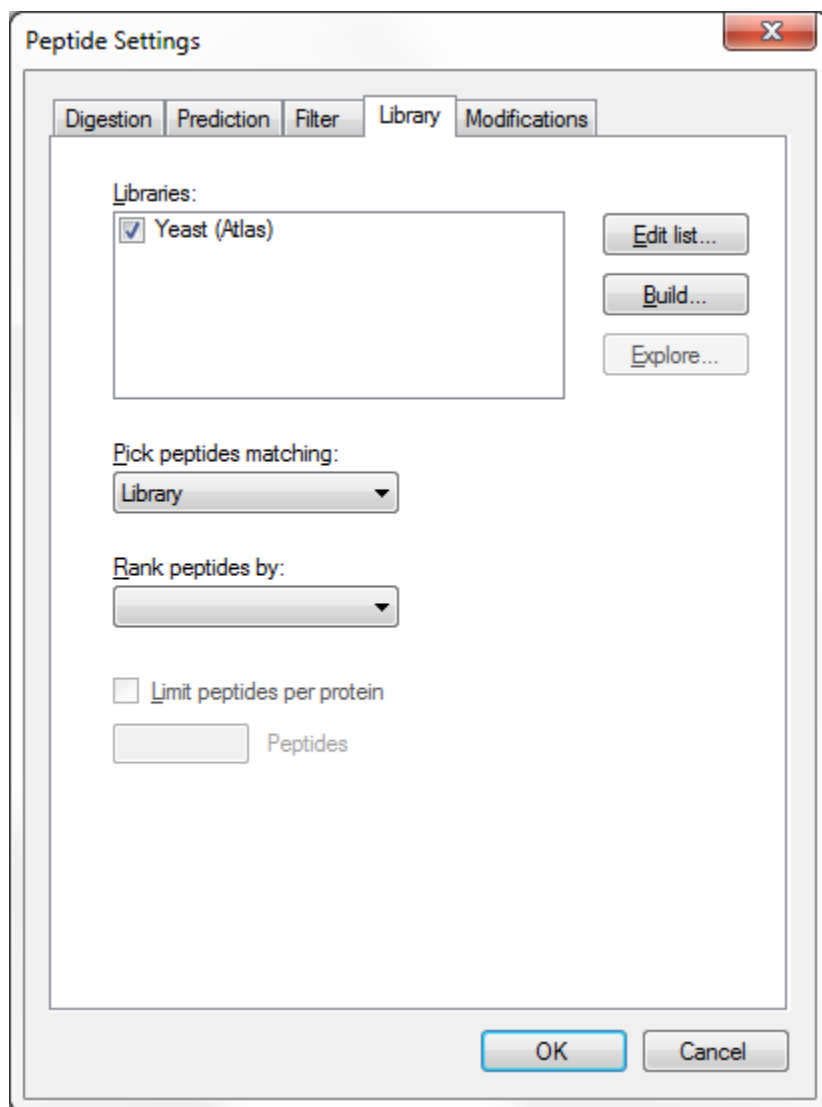 Peptide Settings
Digestion Prediction Filter Library Modifications
Libraries:
Yeast (Atlas)
Edit list...
Build...
Explore...
Pick peptides matching:
Library
Rank peptides by:
Limit peptides per protein
Peptides
OK Cancel